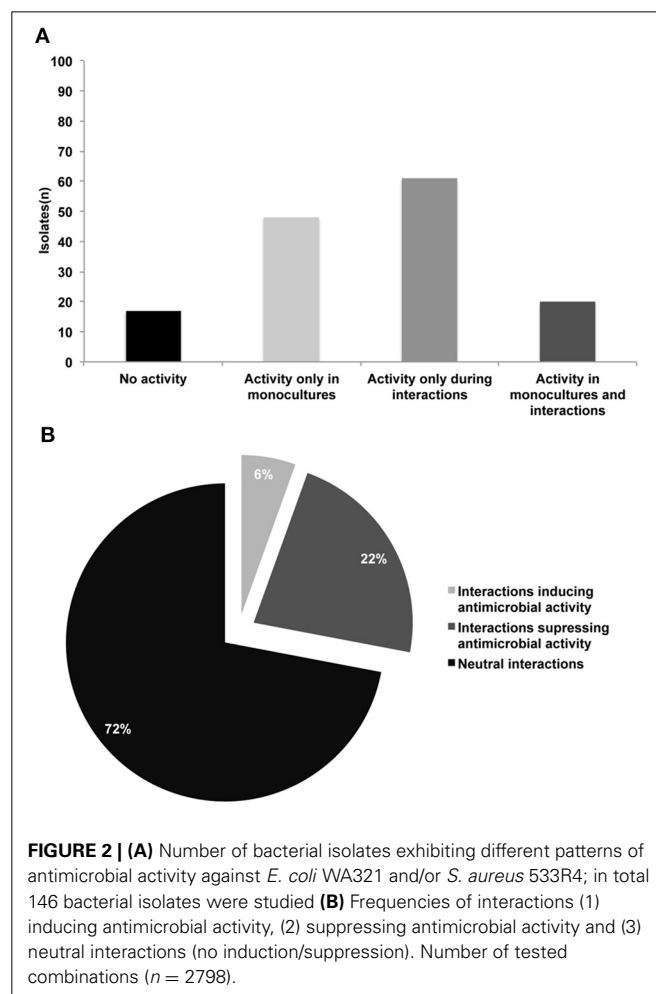 A
100
90
80
70
60
50
40
30
20
10
0
Isolates(n)
No activity
Activity only in
monocultures
Activity only during
interactions
Activity in
monocultures and
interactions
B
6%
22%
72%
Interactions inducing
antimicrobial activity
Interactions supressing
antimicrobial activity
Neutral interactions
FIGURE 2 | (A) Number of bacterial isolates exhibiting different patterns of
antimicrobial activity against E. coli WA321 and/or S. aureus 533R4; in total
146 bacterial isolates were studied (B) Frequencies of interactions (1)
inducing antimicrobial activity, (2) suppressing antimicrobial activity and (3)
neutral interactions (no induction/suppression). Number of tested
combinations (n = 2798).